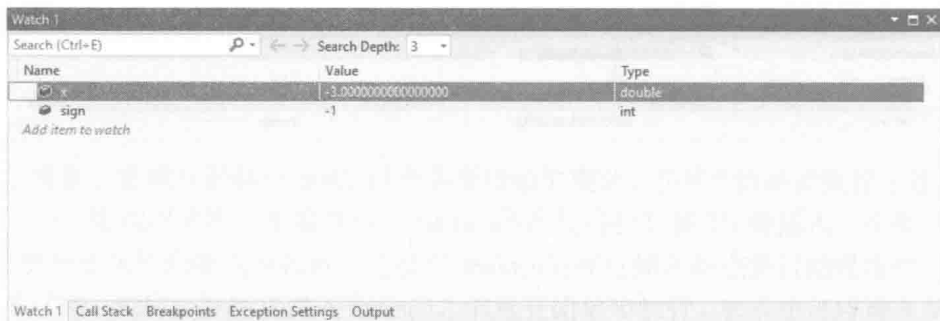 Watch 1
Search (Ctrl+E) Search Depth: 3
Name Value Type
x -3.0000000000000000 double
sign -1 int
Add item to watch
Watch 1 Call Stack Breakpoints Exception Settings Output